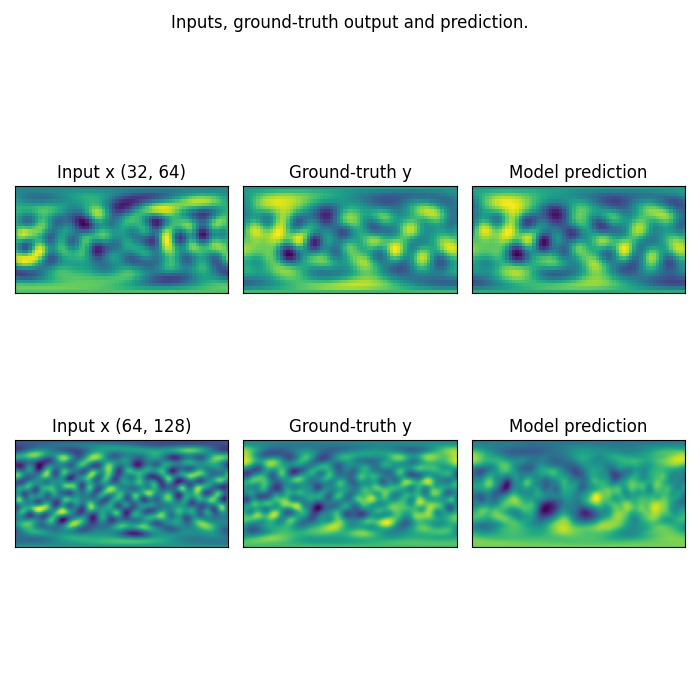 Inputs, ground-truth output and prediction.
Input x (32, 64)
Ground-truth y
Model prediction
Input x (64, 128)
Ground-truth y
Model prediction